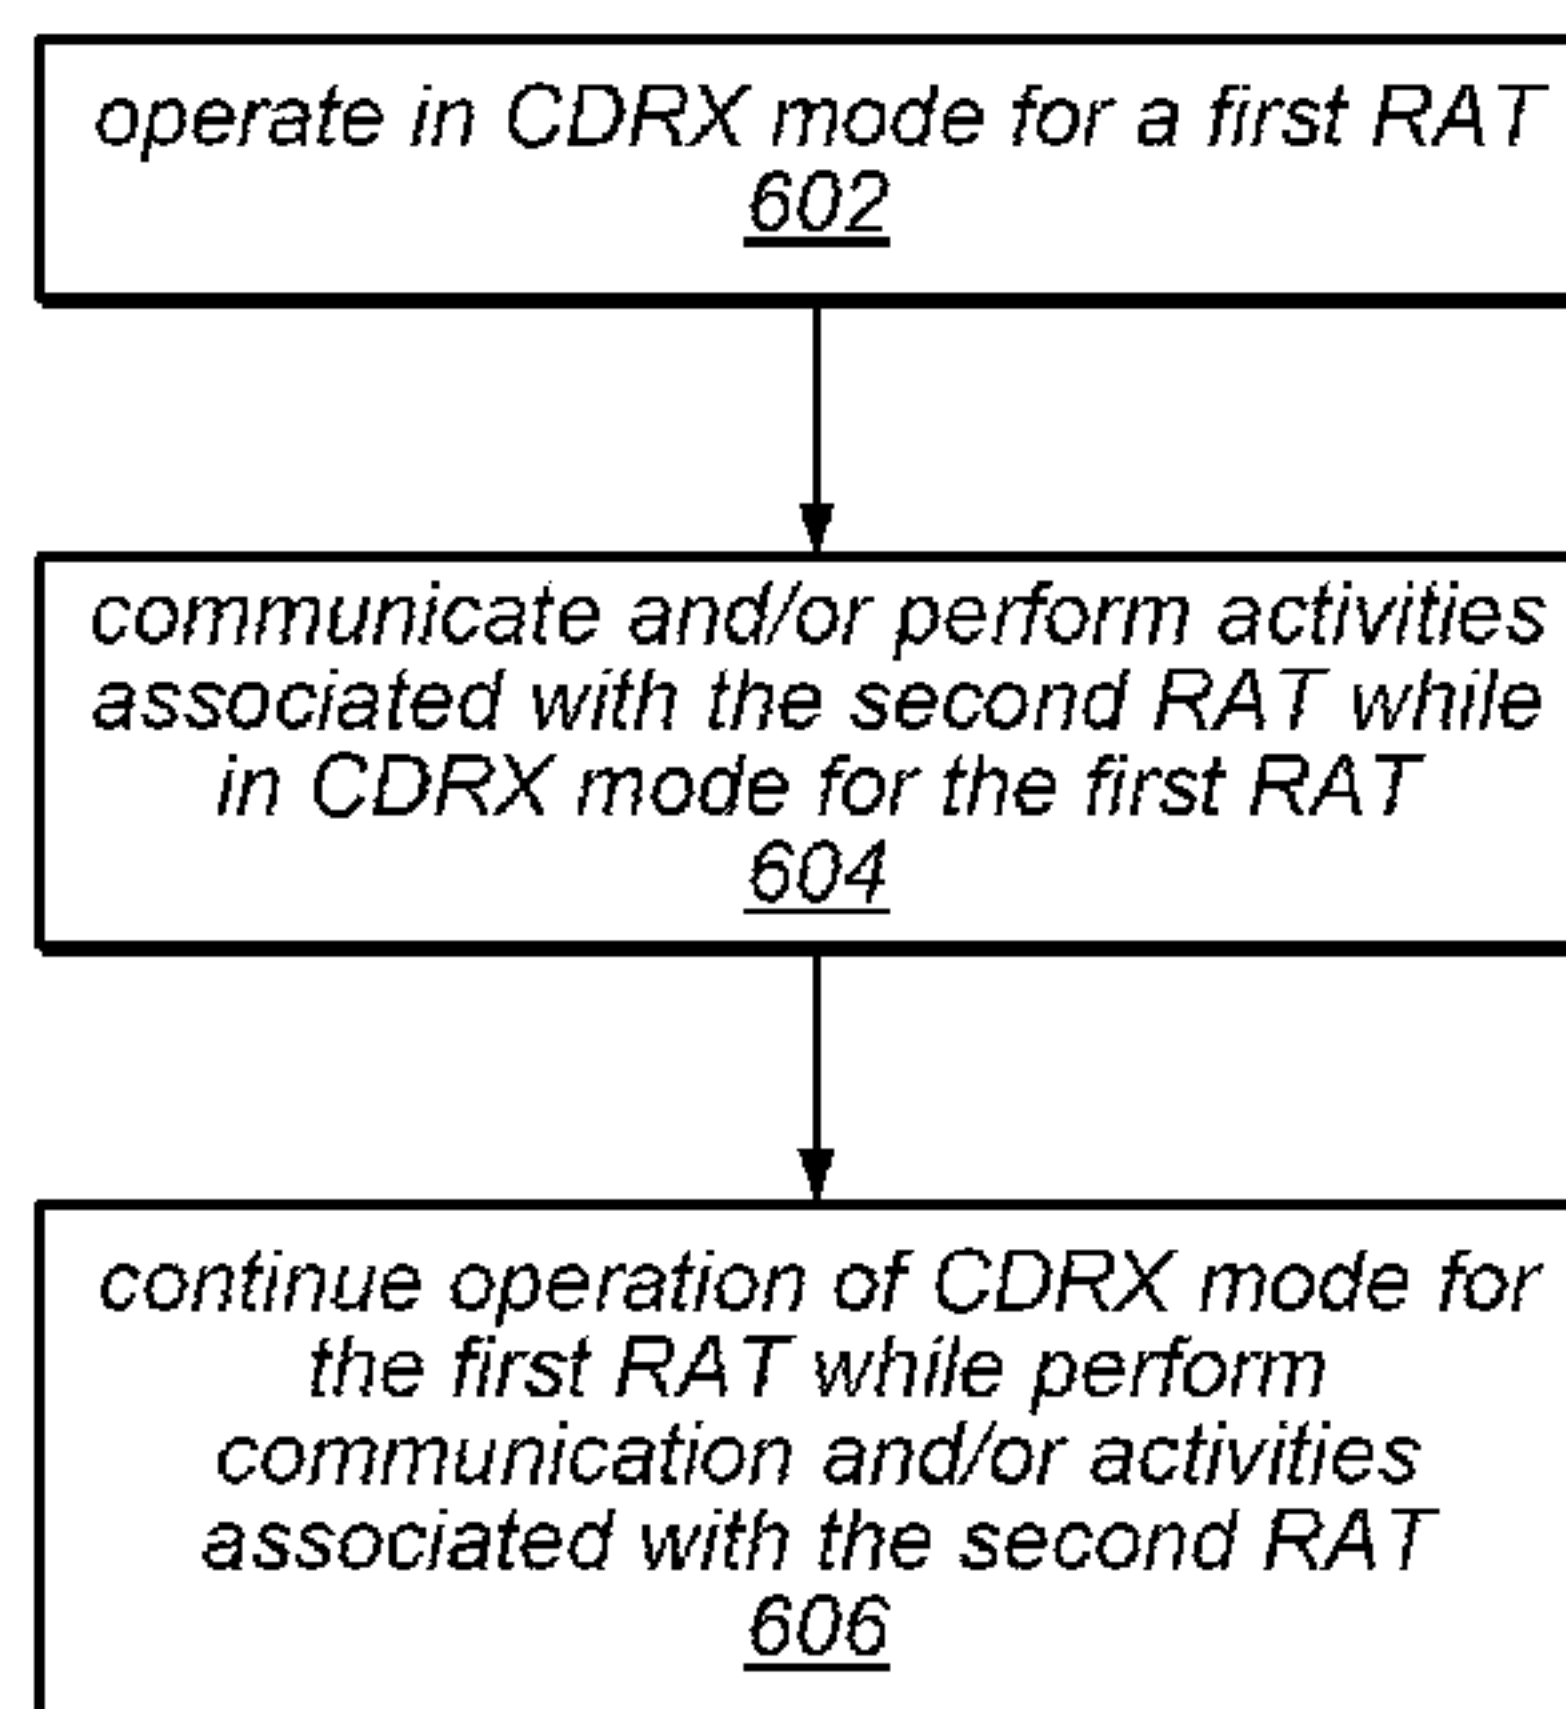 operate in CDRX mode for a first RAT
602
communicate and/or perform activities
associated with the second RAT while
in CDRX mode for the first RAT
604
continue operation of CDRX mode for
the first RAT while perform
communication and/or activities
associated with the second RAT
606